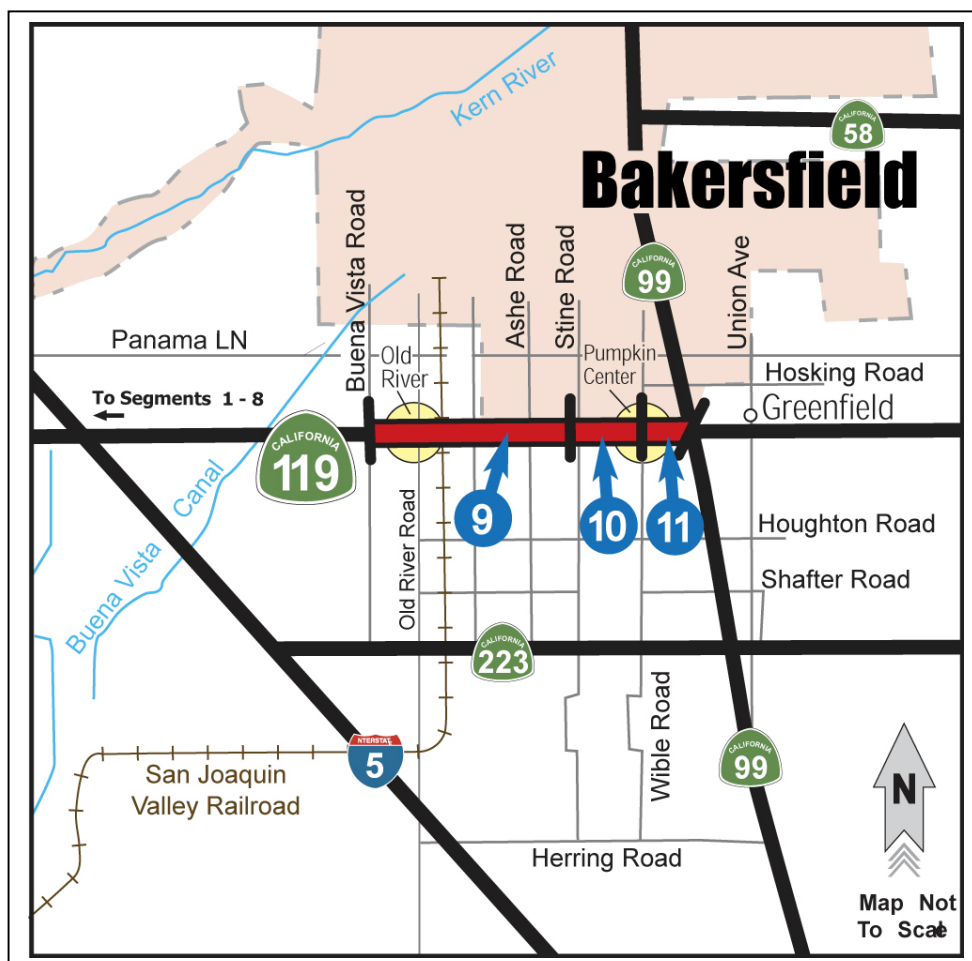 Kern River
CALIFORNIA
58
Bakersfield
Buena Vista Road
Ashe Road
Stine Road
CALIFORNIA
99
Union Ave
Panama LN
Old
River
Pumpkin
Center
Hosking Road
To Segments 1 - 8
Greenfield
CALIFORNIA
119
9
10
11
Buena Vista Canal
Old River Road
Houghton Road
Shafter Road
CALIFORNIA
223
Wible Road
NTERSTATE
5
CALIFORNIA
99
San Joaquin
Valley Railroad
N
Herring Road
Map Not
To Scale